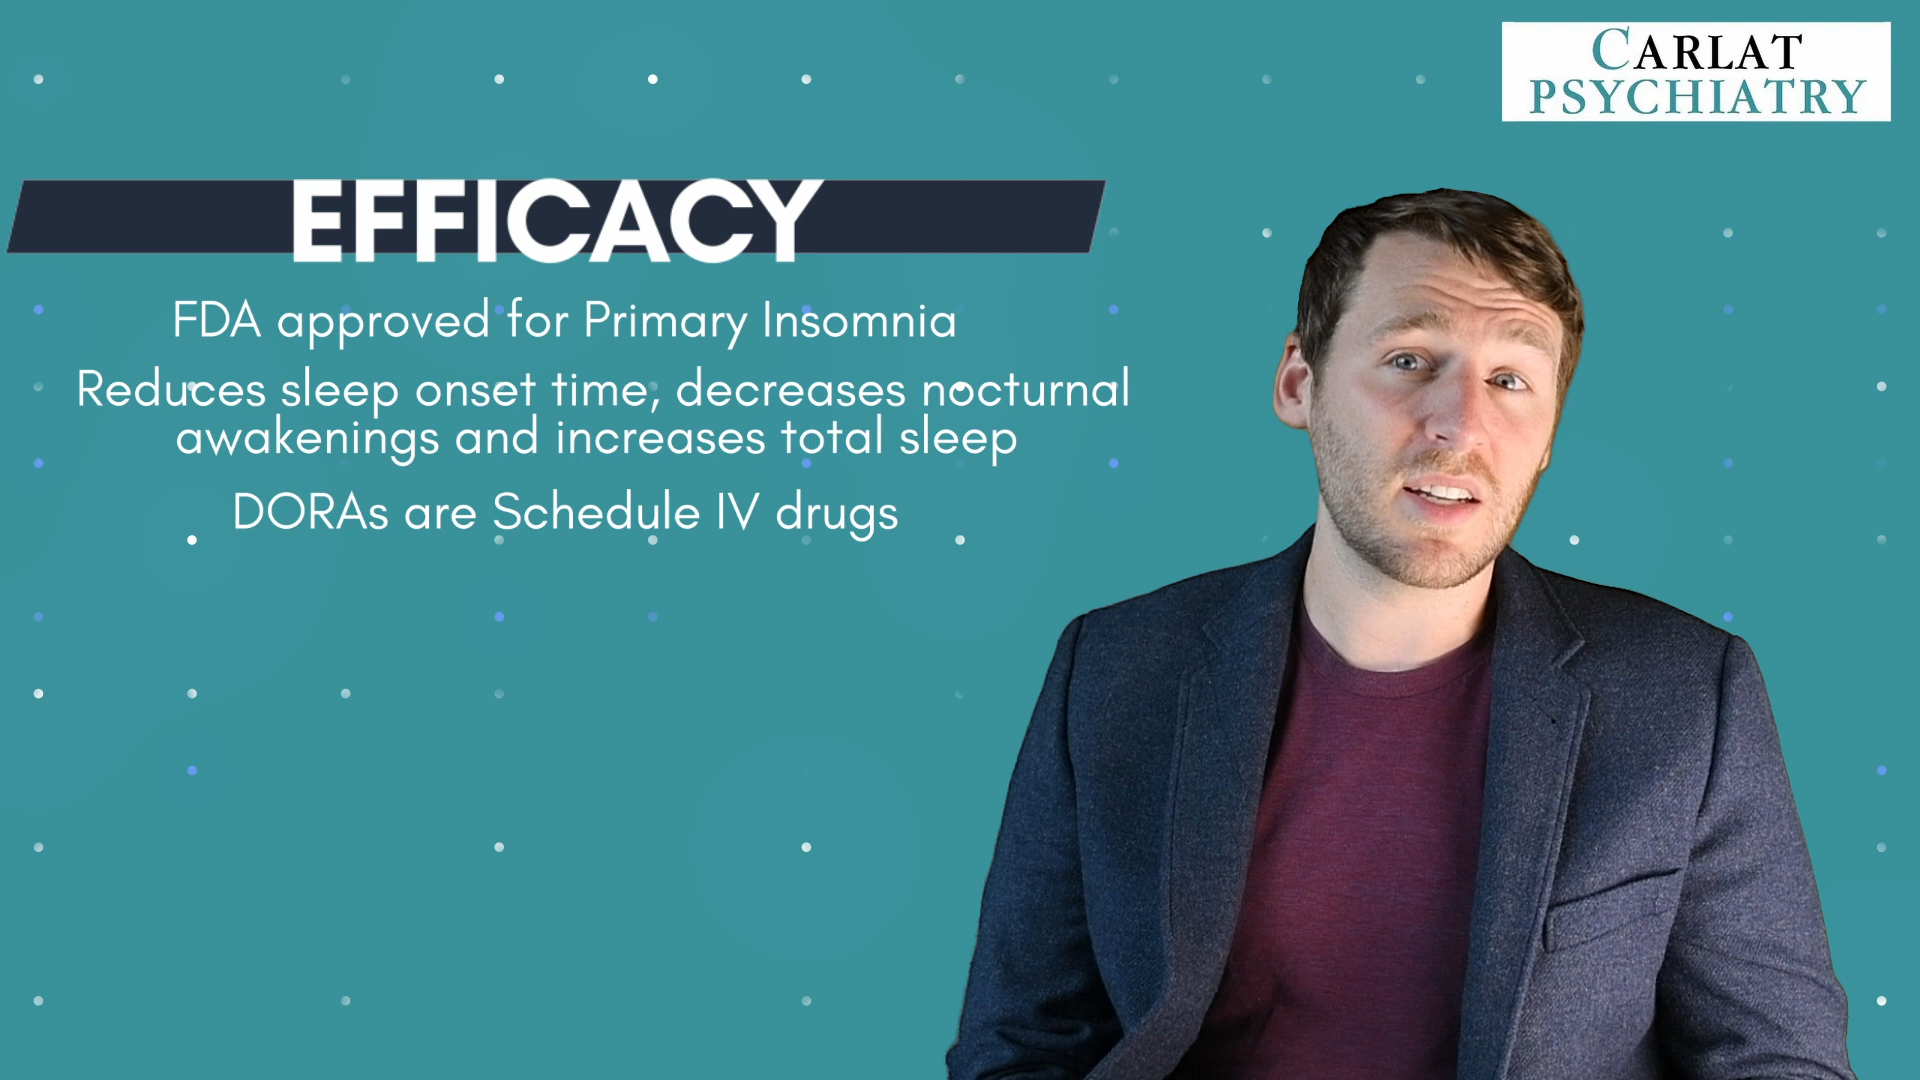 CARLAT
PSYCHIATRY
EFFICACY
FDA approved for Primary Insomnia
Reduces sleep onset time, decreases nocturnal
awakenings and increases total sleep
DORAs are Schedule IV drugs